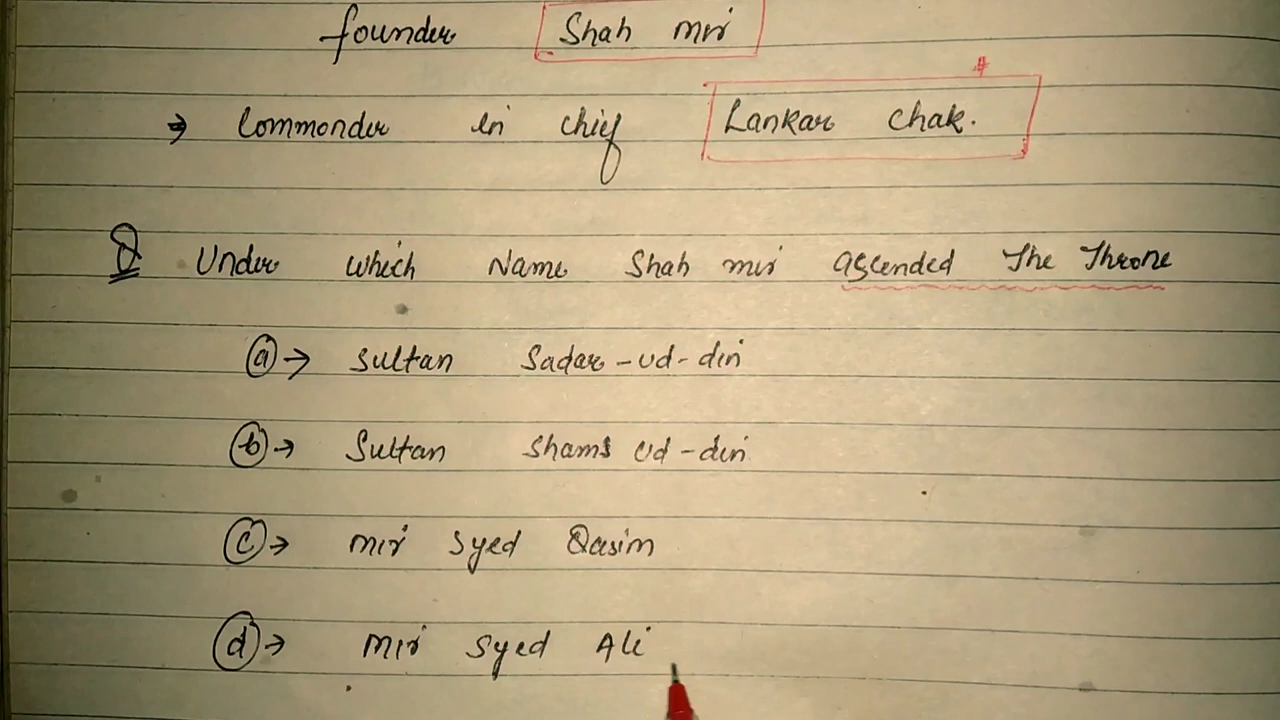 founder Shah mir
⇒ Commonder in chief Lankar Chak.
Q Under which Name Shah mir ascended The Throne
(a) → Sultan Sadar-ud-din
(b) → Sultan Shams ud-din
(c) → mir Syed Qasim
(d) → mir Syed Ali